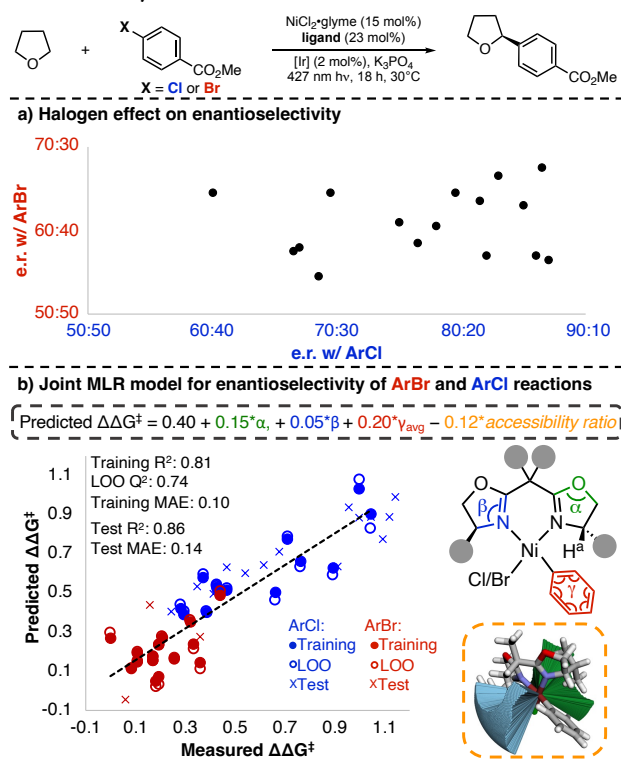 O
+
X
CO₂Me
X = Cl or Br
NiCl₂•glyme (15 mol%)
ligand (23 mol%)
[Ir] (2 mol%), K₃PO₄
427 nm hν, 18 h, 30°C
O
CO₂Me
a) Halogen effect on enantioselectivity
e.r. w/ ArBr
70:30
60:40
50:50
50:50 60:40 70:30 80:20 90:10
e.r. w/ ArCl
b) Joint MLR model for enantioselectivity of ArBr and ArCl reactions
Predicted ΔΔG‡ = 0.40 + 0.15*α, + 0.05*β + 0.20*γavg − 0.12*accessibility ratio
Predicted ΔΔG‡
1.1
0.9
0.7
0.5
0.3
0.1
-0.1
Training R²: 0.81
LOO Q²: 0.74
Training MAE: 0.10
Test R²: 0.86
Test MAE: 0.14
ArCl: ArBr:
Training Training
LOO LOO
×Test ×Test
-0.1 0.1 0.3 0.5 0.7 0.9 1.1
Measured ΔΔG‡
O O
β α
N N
Ni Hᵃ
Cl/Br
γ